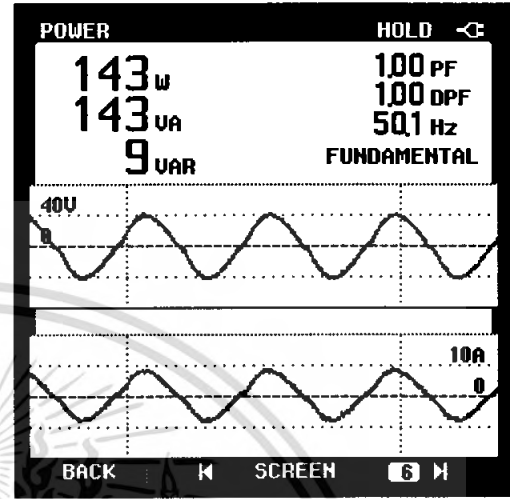 POWER HOLD
143 W 1.00 PF
143 VA 1.00 DPF
9 VAR 50.1 Hz
FUNDAMENTAL
40V
0
10A
0
BACK SCREEN 6